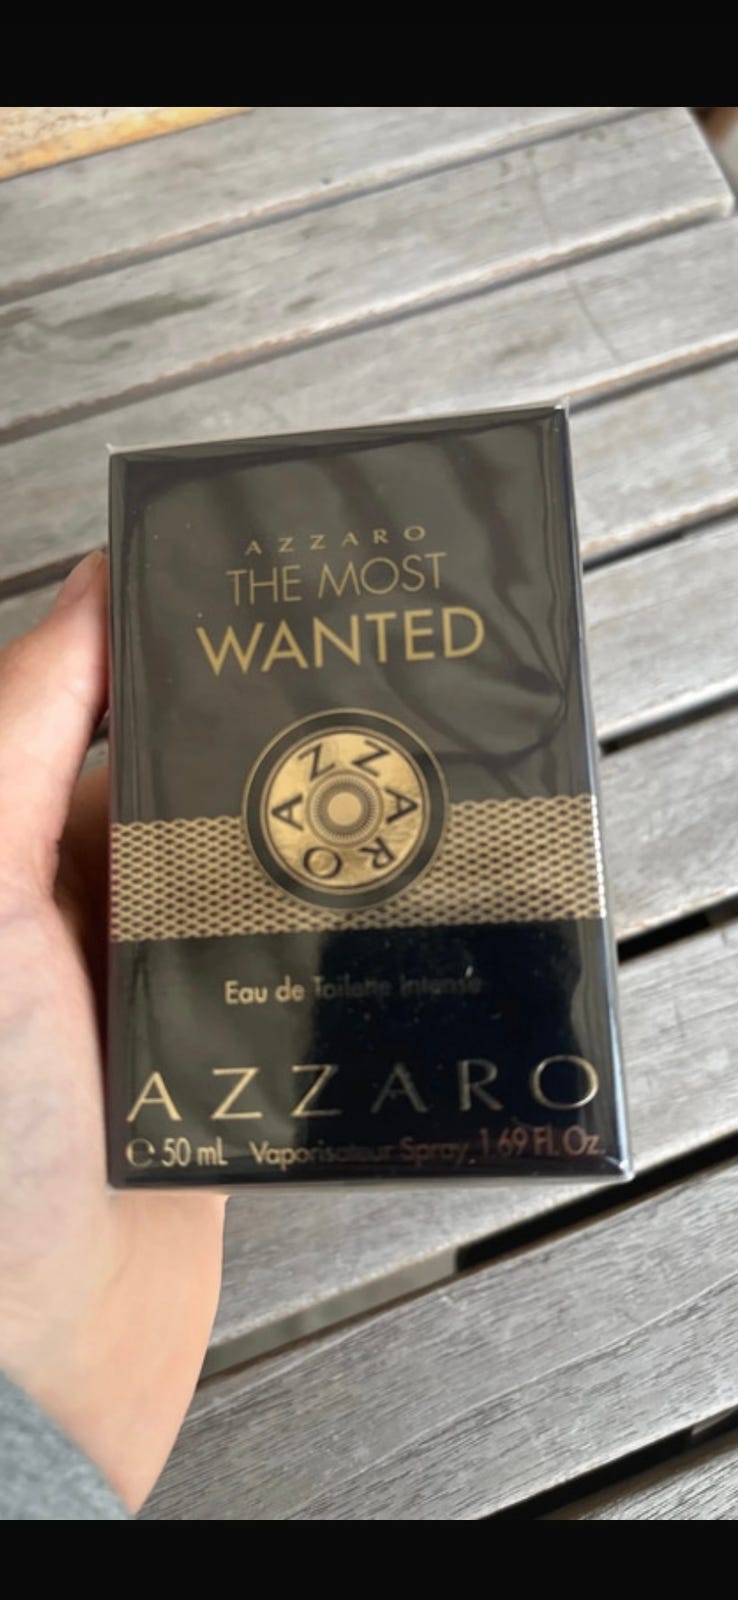 AZZARO
THE MOST
WANTED
AZZARO
Eau de Toilette Intense
AZZARO
℮ 50 mL Vaporisateur Spray 1.69 Fl. Oz.